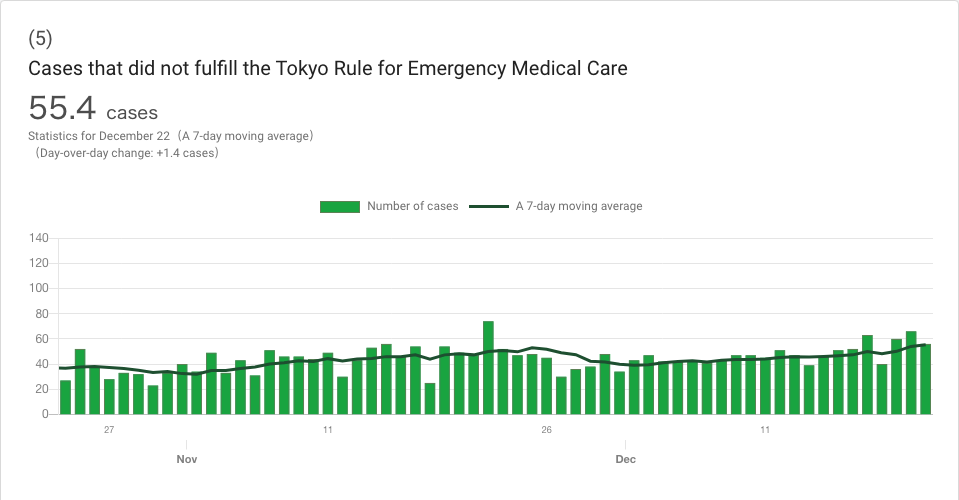 (5)
Cases that did not fulfill the Tokyo Rule for Emergency Medical Care
55.4 cases
Statistics for December 22（A 7-day moving average）
（Day-over-day change: +1.4 cases）
Number of cases A 7-day moving average
140
120
100
80
60
40
20
0
27 11 26 11
Nov Dec